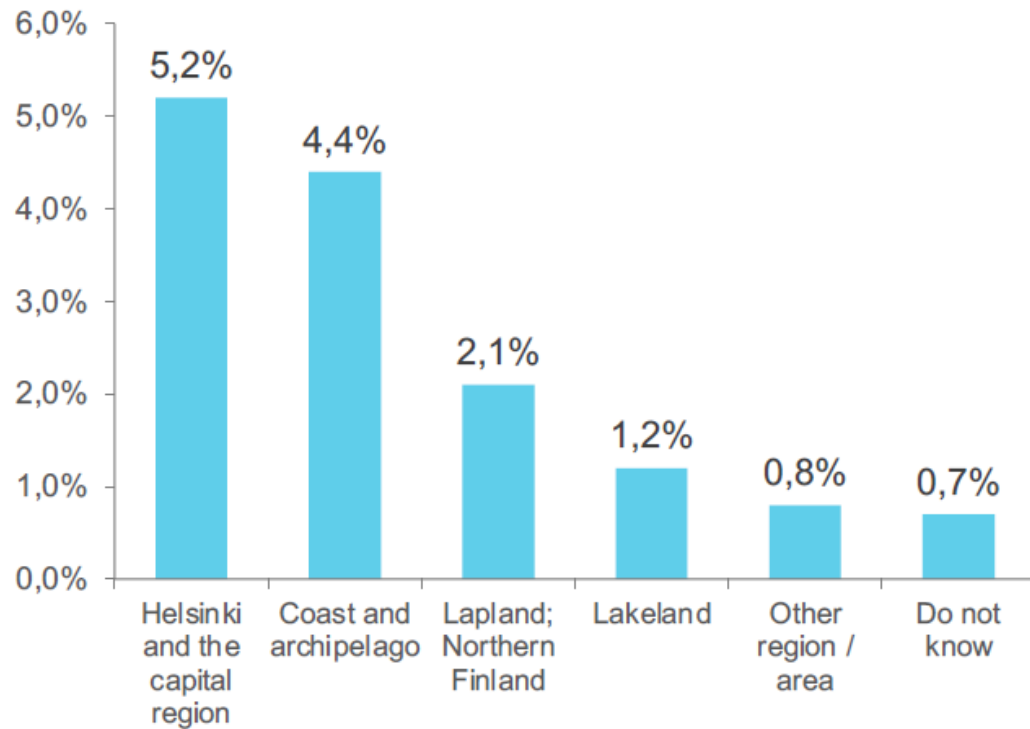 6,0%
5,0%
4,0%
3,0%
2,0%
1,0%
0,0%
5,2%
4,4%
2,1%
1,2%
0,8%
0,7%
Helsinki
and the
capital
region
Coast and
archipelago
Lapland;
Northern
Finland
Lakeland
Other
region /
area
Do not
know